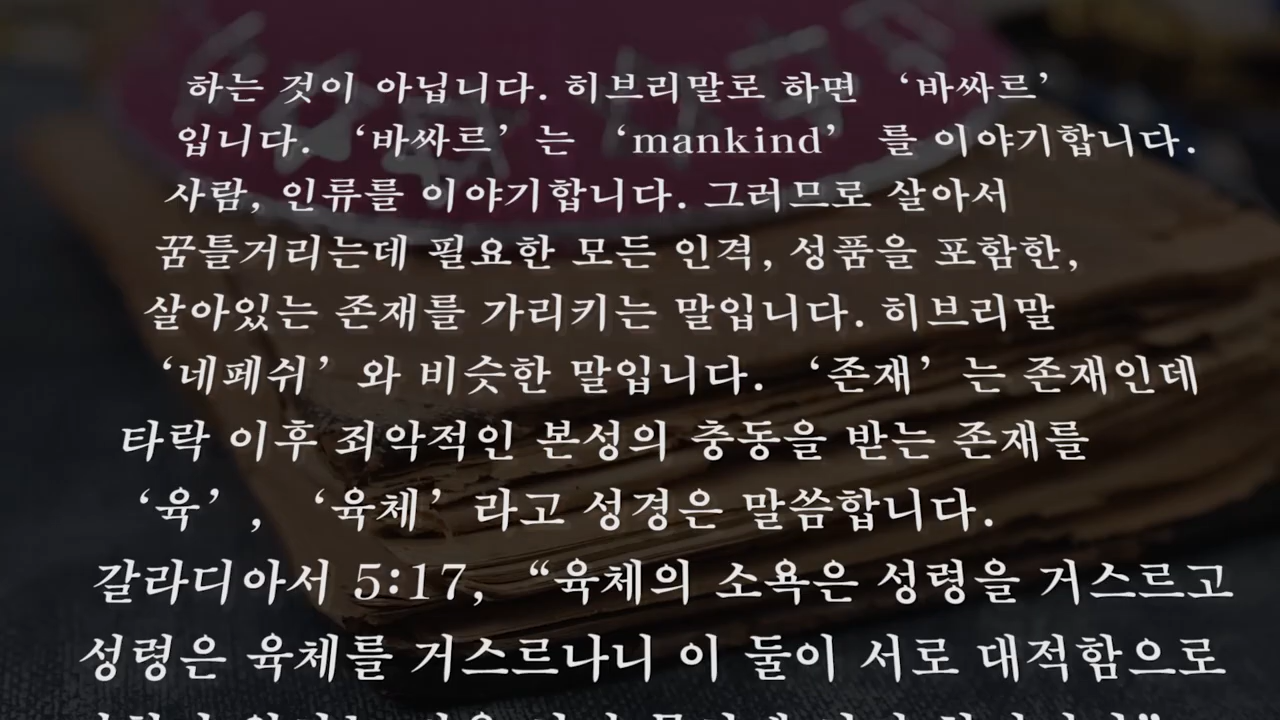 하는 것이 아닙니다. 히브리말로 하면 ‘바싸르’
입니다. ‘바싸르’ 는 ‘mankind’ 를 이야기합니다.
사람, 인류를 이야기합니다. 그러므로 살아서
꿈틀거리는데 필요한 모든 인격, 성품을 포함한,
살아있는 존재를 가리키는 말입니다. 히브리말
‘네페쉬’ 와 비슷한 말입니다. ‘존재’ 는 존재인데
타락 이후 죄악적인 본성의 충동을 받는 존재를
‘육’, ‘육체’ 라고 성경은 말씀합니다.
갈라디아서 5:17, “육체의 소욕은 성령을 거스르고
성령은 육체를 거스르나니 이 둘이 서로 대적함으로